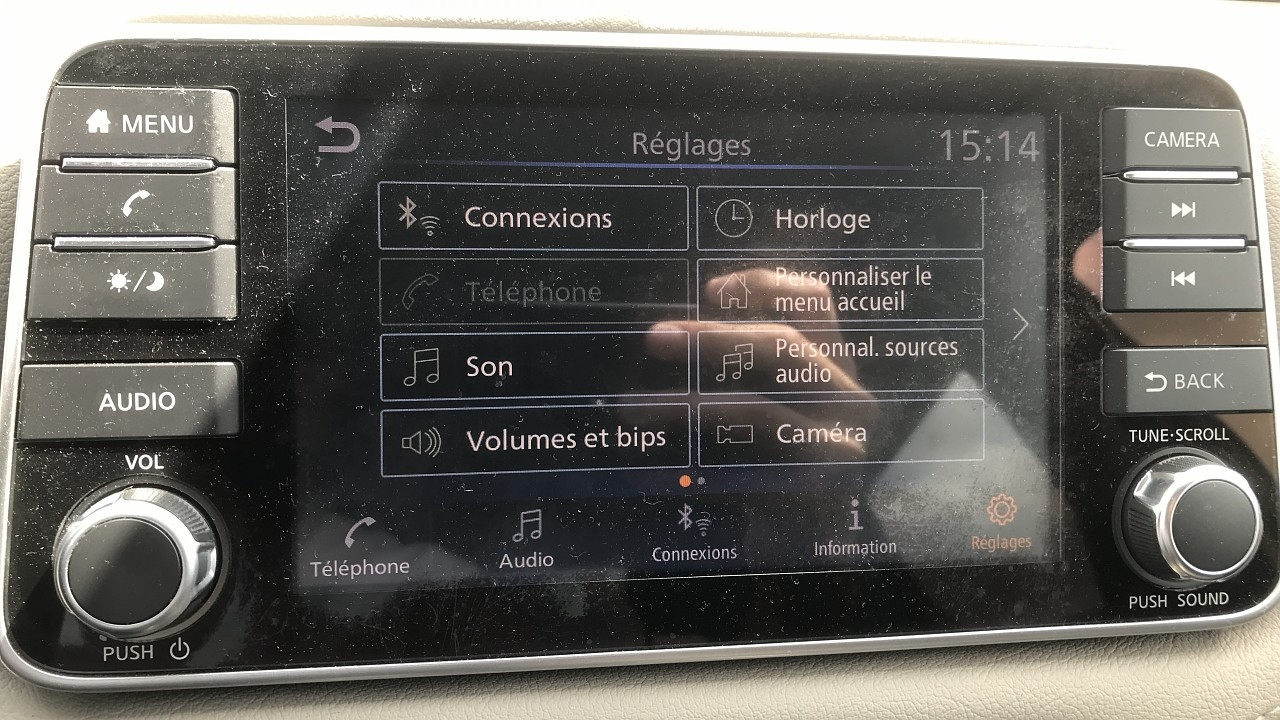 MENU
AUDIO
VOL
PUSH
Réglages
15:14
Connexions
Horloge
Téléphone
Personnaliser le
menu accueil
Son
Personnal. sources
audio
Volumes et bips
Caméra
Téléphone
Audio
Connexions
Information
Réglages
CAMERA
BACK
TUNE·SCROLL
PUSH SOUND